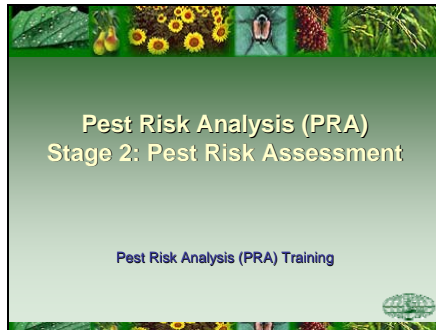 Pest Risk Analysis (PRA)
Stage 2: Pest Risk Assessment
Pest Risk Analysis (PRA) Training